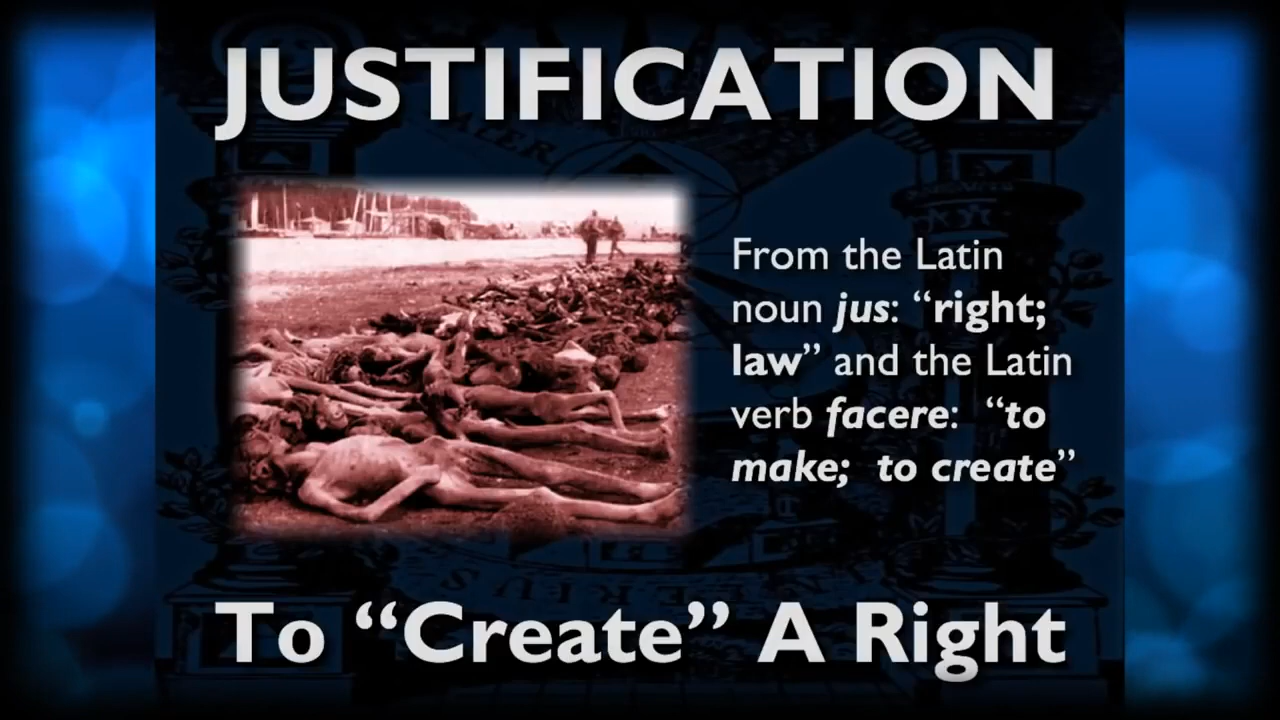 JUSTIFICATION
From the Latin
noun jus: “right;
law” and the Latin
verb facere: “to
make; to create”
To “Create” A Right